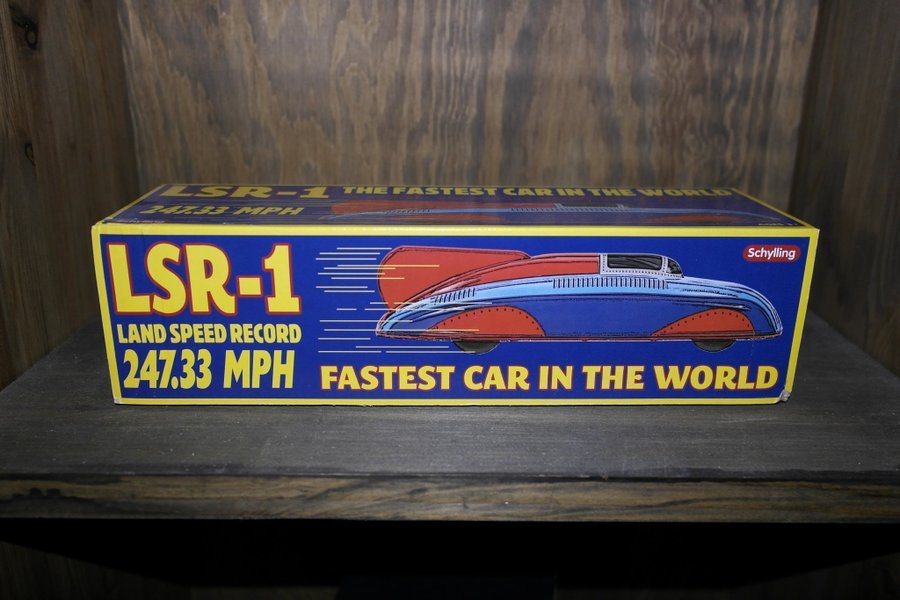 LSR-1 THE FASTEST CAR IN THE WORLD
247.33 MPH
LSR-1
LAND SPEED RECORD
247.33 MPH
Schylling
FASTEST CAR IN THE WORLD